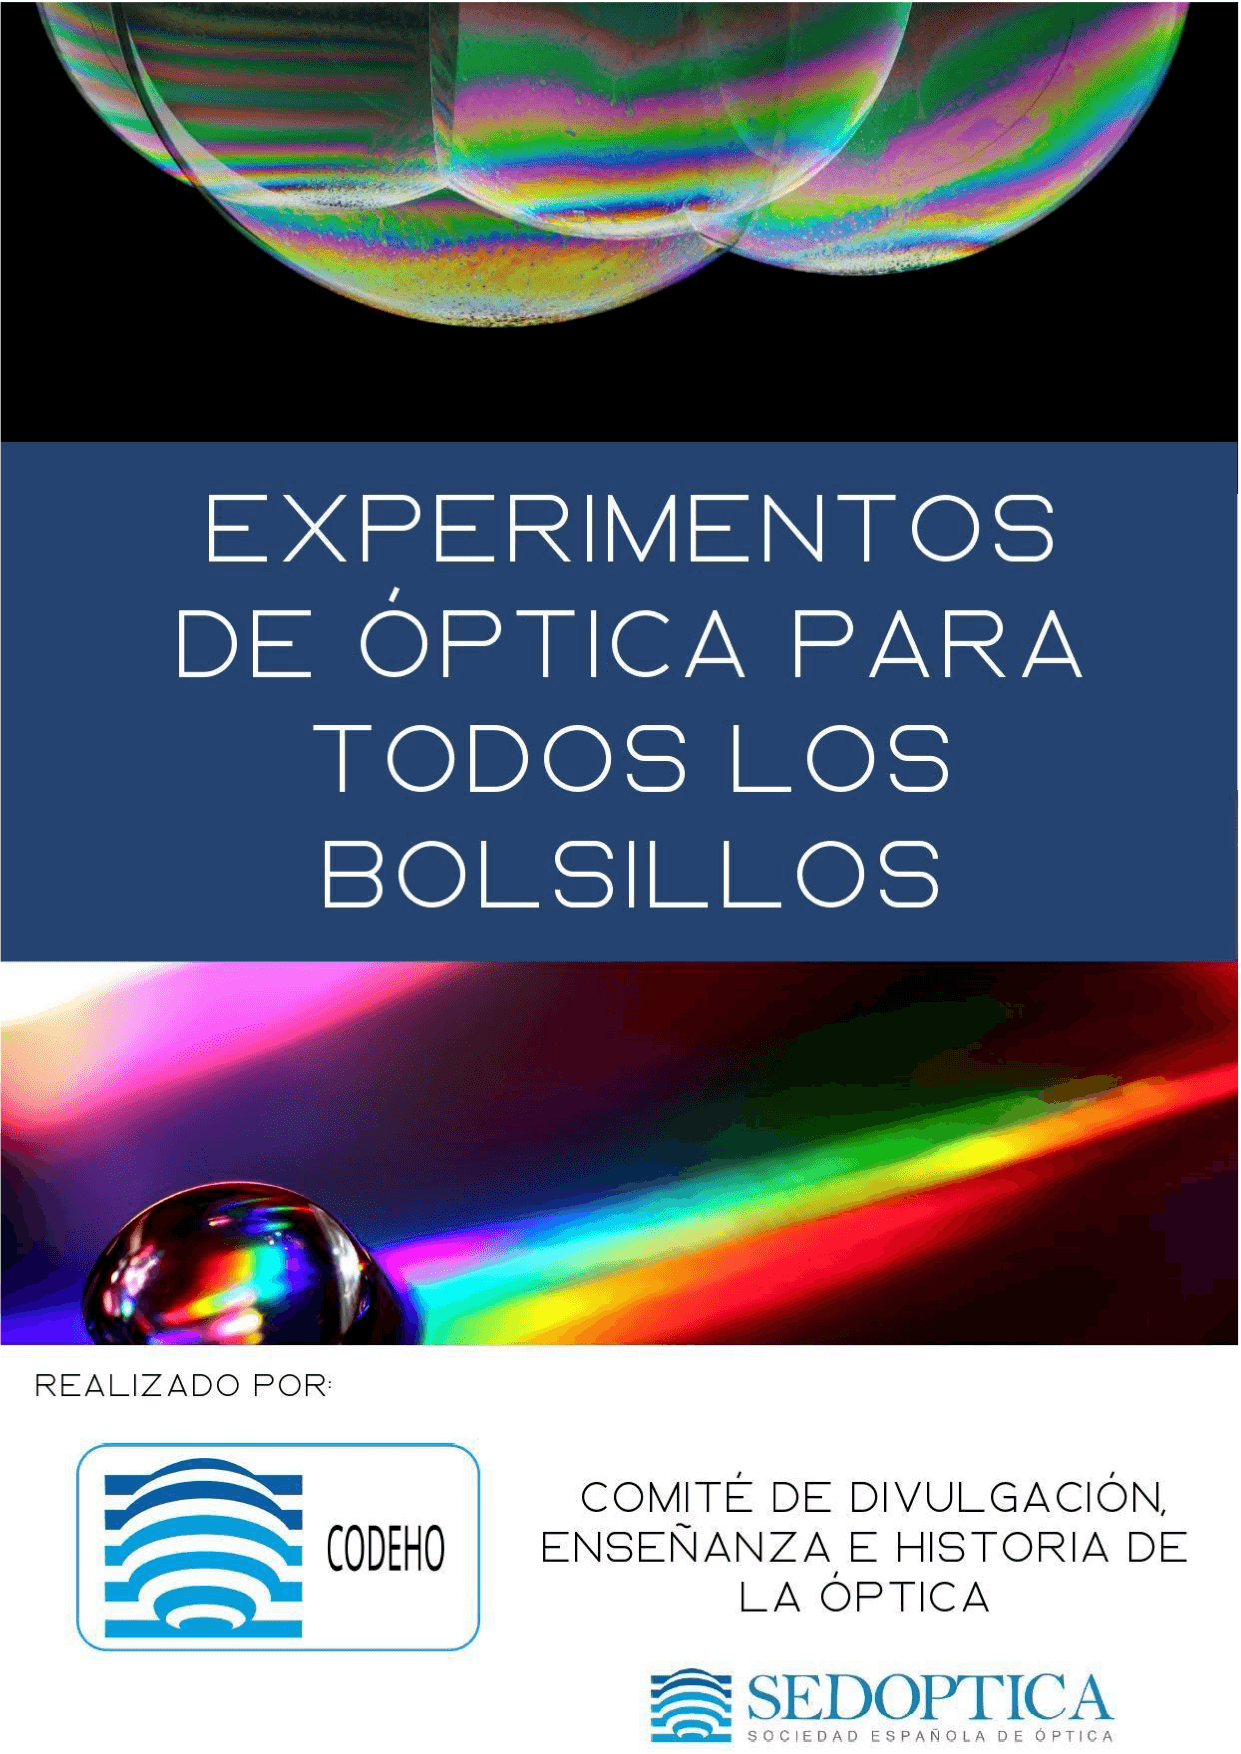 EXPERIMENTOS
DE ÓPTICA PARA
TODOS LOS
BOLSILLOS
REALIZADO POR:
CODEHO
COMITÉ DE DIVULGACIÓN,
ENSEÑANZA E HISTORIA DE
LA ÓPTICA
SEDOPTICA
SOCIEDAD ESPAÑOLA DE ÓPTICA